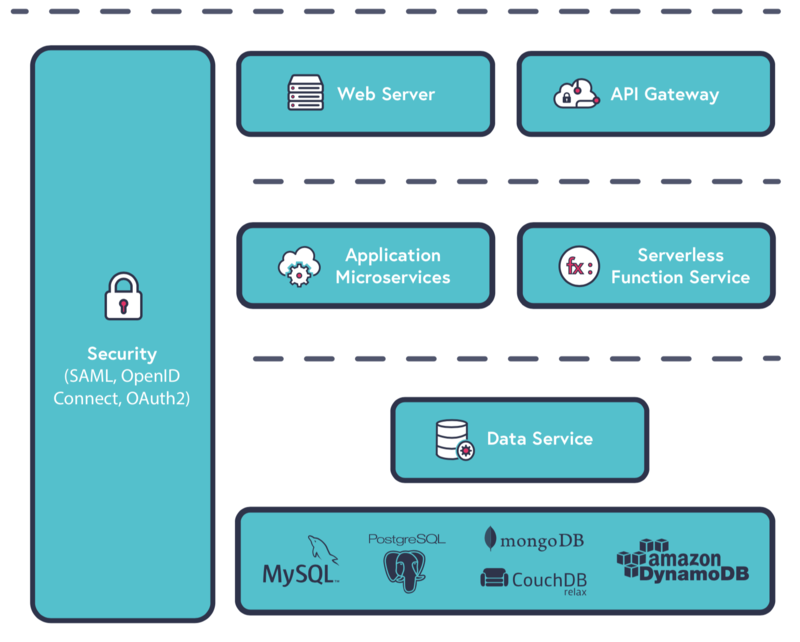 Web Server
API Gateway
Application
Microservices
fx:
Serverless
Function Service
Security
(SAML, OpenID
Connect, OAuth2)
Data Service
MySQL™
PostgreSQL
mongoDB
CouchDB
relax
amazon
DynamoDB